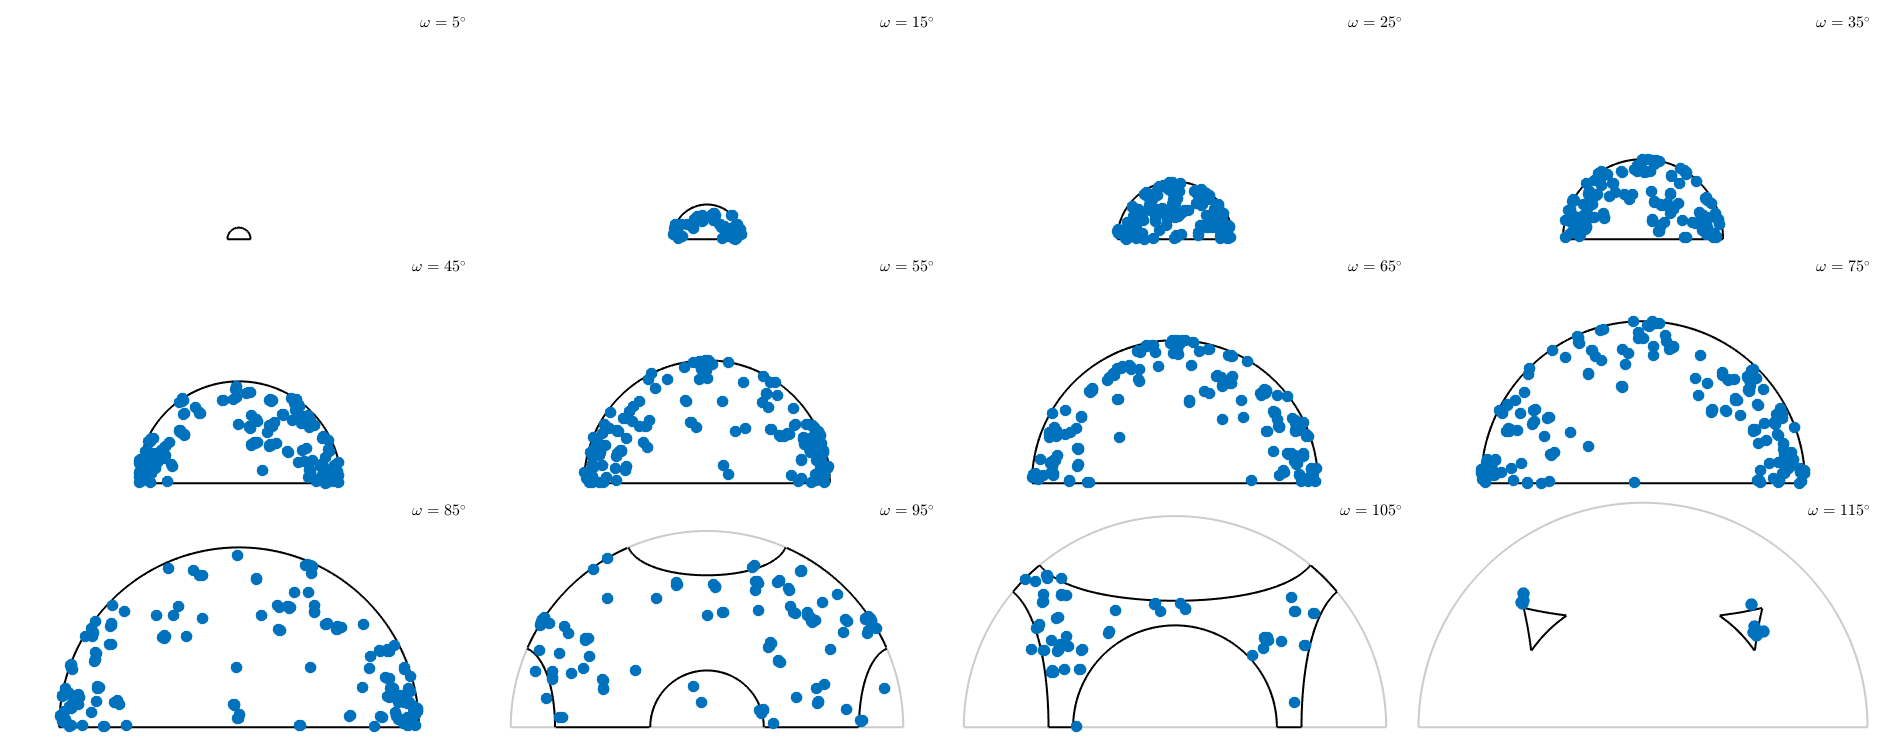 ω = 5°
ω = 15°
ω = 25°
ω = 35°
ω = 45°
ω = 55°
ω = 65°
ω = 75°
ω = 85°
ω = 95°
ω = 105°
ω = 115°